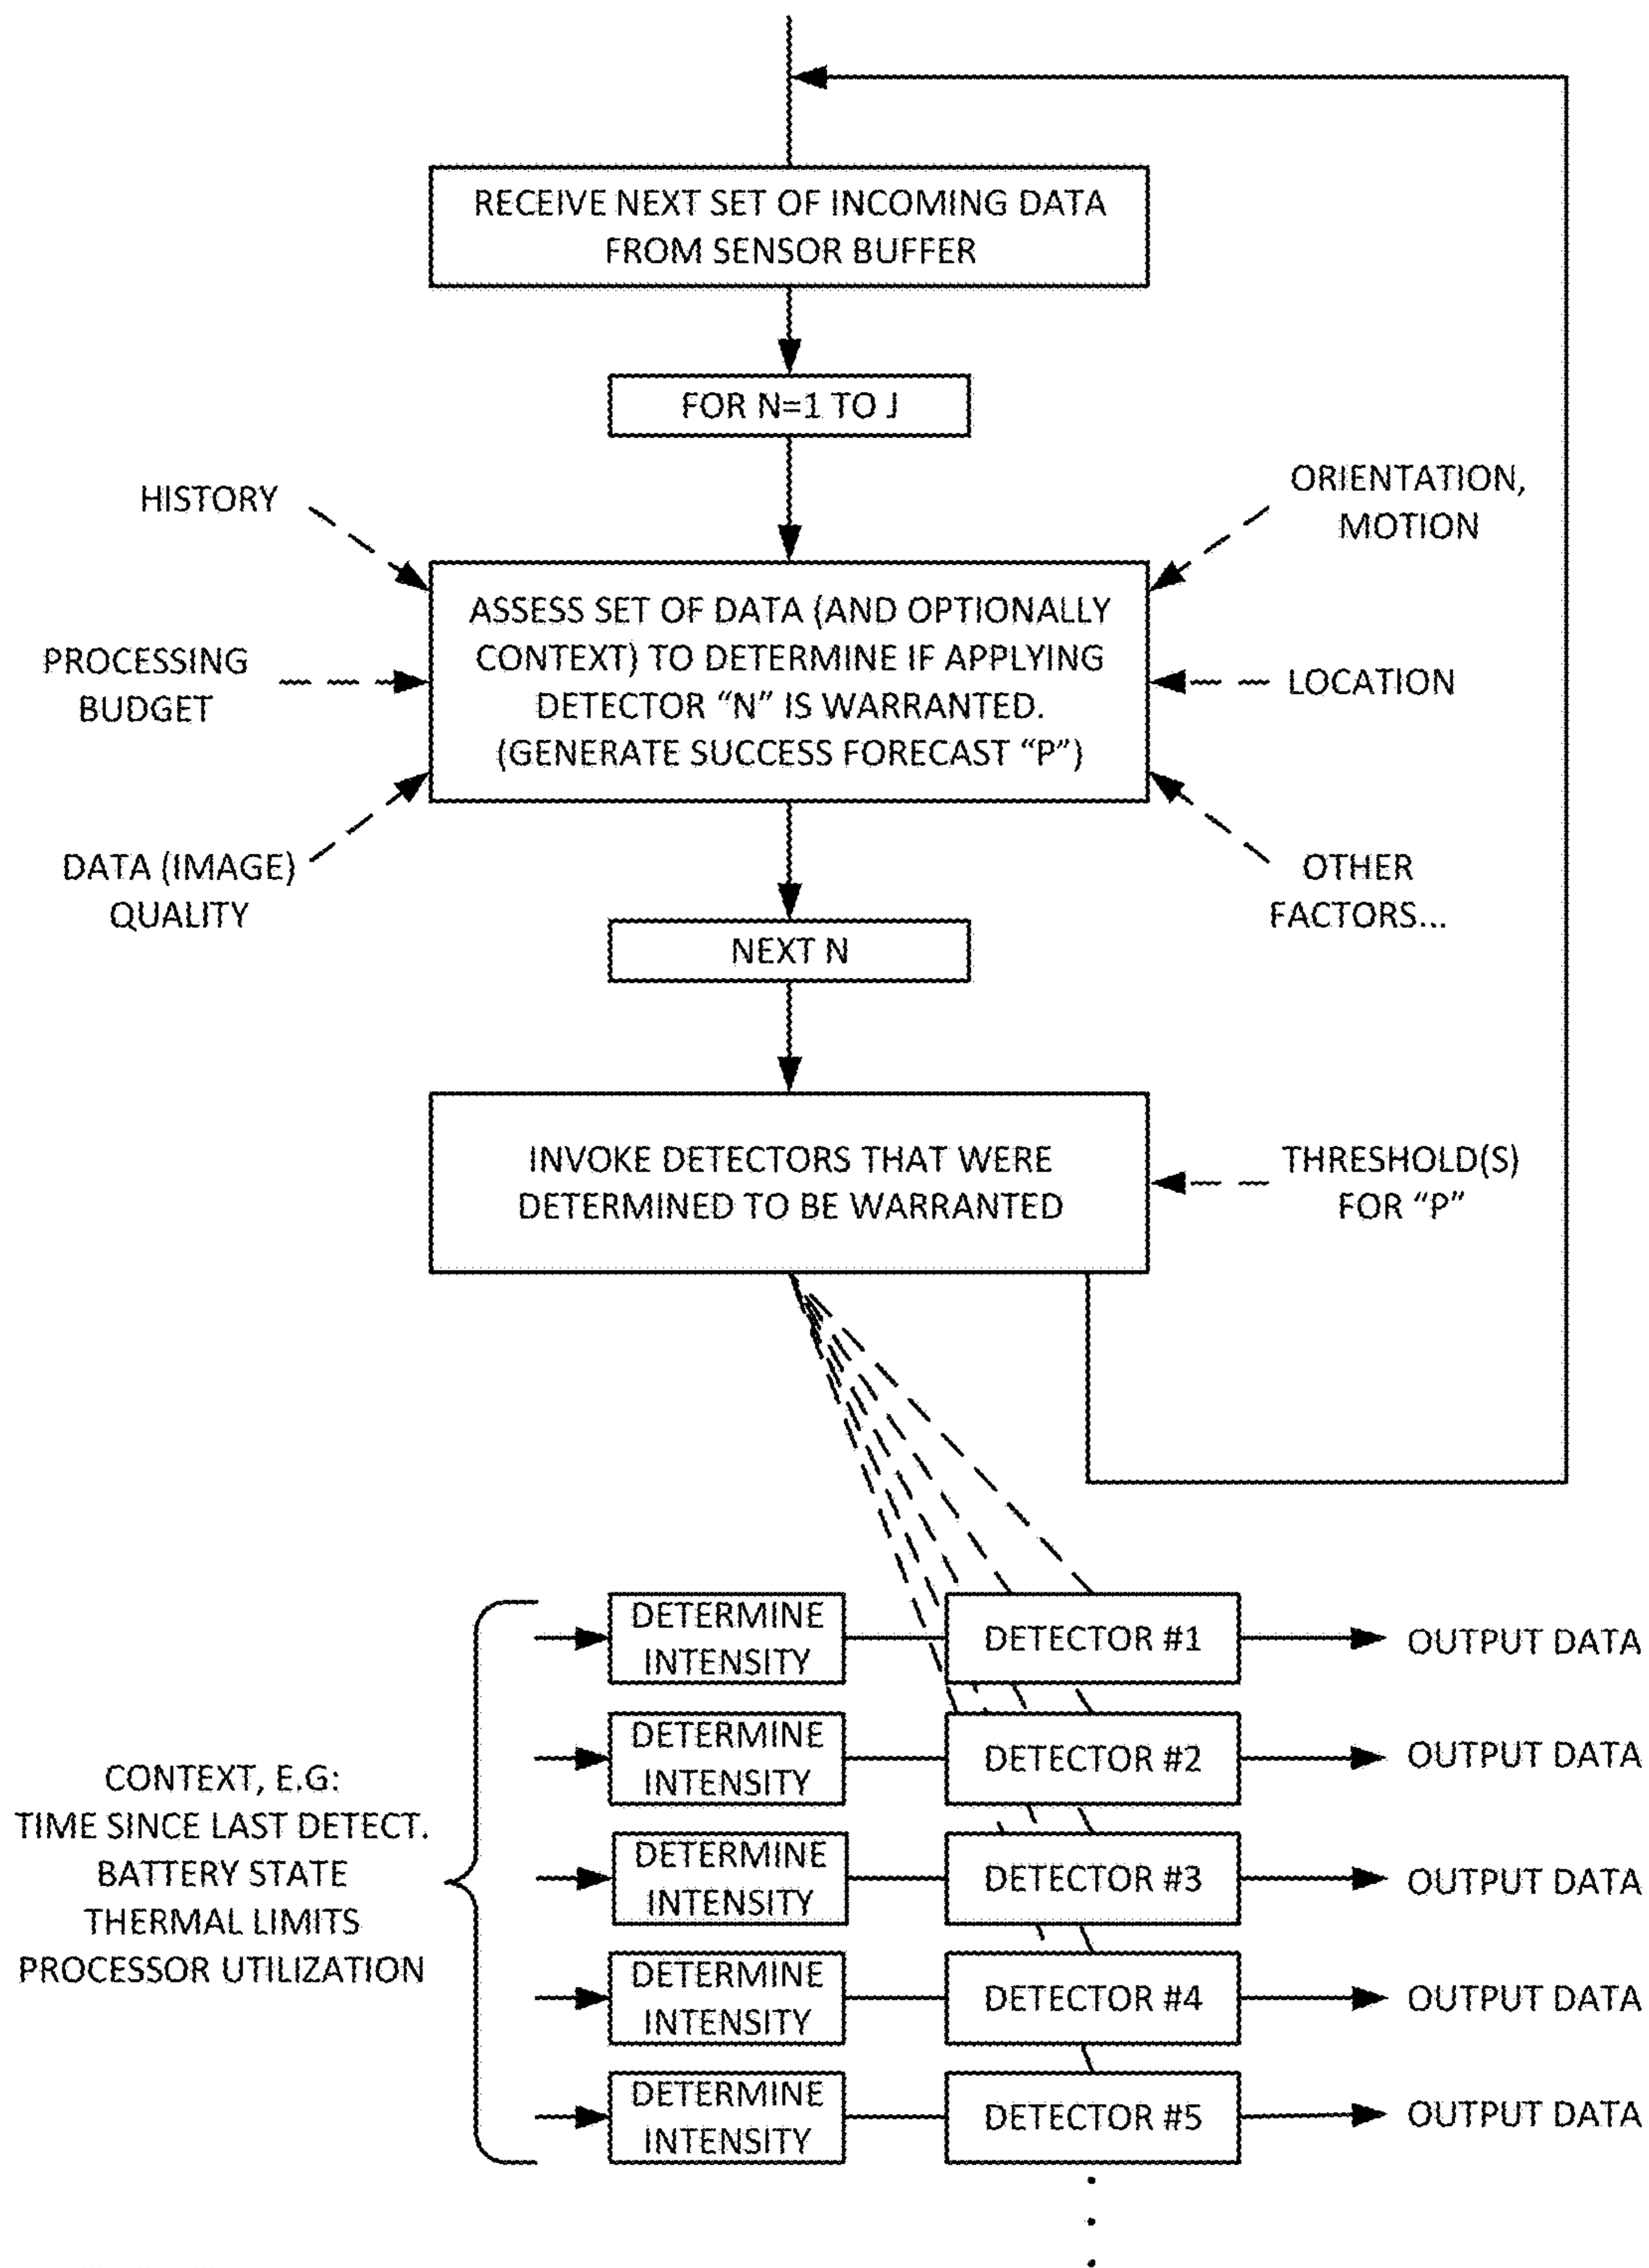 RECEIVE NEXT SET OF INCOMING DATA
FROM SENSOR BUFFER
FOR N=1 TO J
HISTORY
ORIENTATION,
MOTION
PROCESSING
BUDGET
ASSESS SET OF DATA (AND OPTIONALLY
CONTEXT) TO DETERMINE IF APPLYING
DETECTOR “N” IS WARRANTED.
(GENERATE SUCCESS FORECAST “P”)
LOCATION
DATA (IMAGE)
QUALITY
OTHER
FACTORS...
NEXT N
INVOKE DETECTORS THAT WERE
DETERMINED TO BE WARRANTED
THRESHOLD(S)
FOR “P”
CONTEXT, E.G:
TIME SINCE LAST DETECT.
BATTERY STATE
THERMAL LIMITS
PROCESSOR UTILIZATION
DETERMINE
INTENSITY
DETECTOR #1
OUTPUT DATA
DETERMINE
INTENSITY
DETECTOR #2
OUTPUT DATA
DETERMINE
INTENSITY
DETECTOR #3
OUTPUT DATA
DETERMINE
INTENSITY
DETECTOR #4
OUTPUT DATA
DETERMINE
INTENSITY
DETECTOR #5
OUTPUT DATA